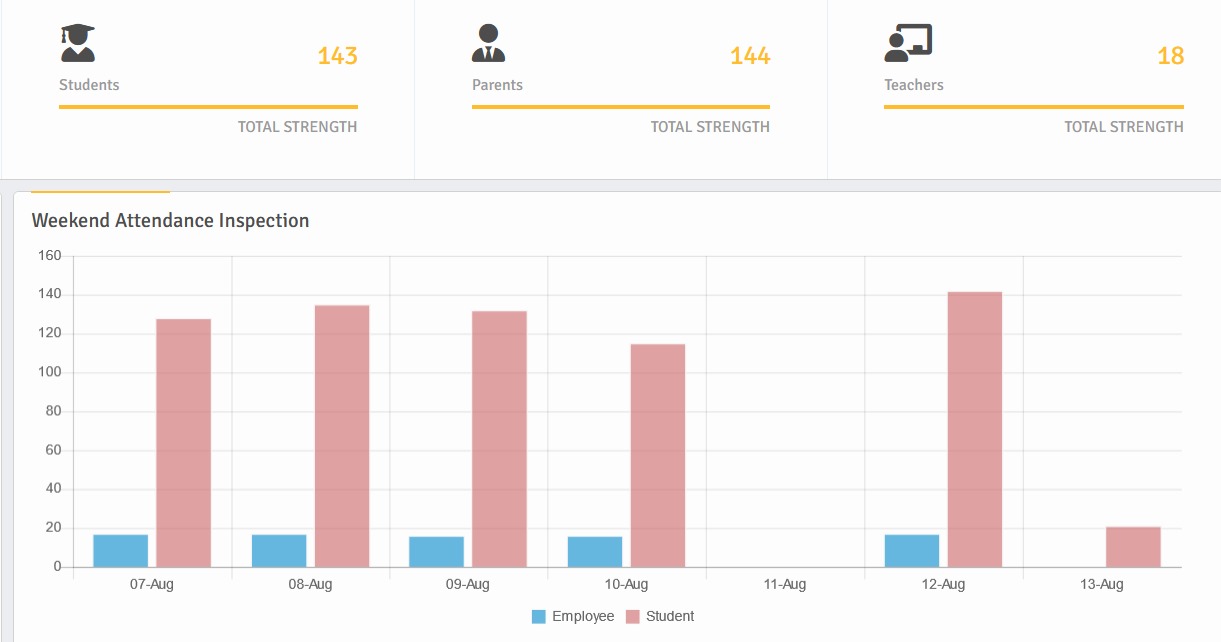 143 144 18
Students Parents Teachers
TOTAL STRENGTH TOTAL STRENGTH TOTAL STRENGTH
Weekend Attendance Inspection
160
140
120
100
80
60
40
20
0
07-Aug 08-Aug 09-Aug 10-Aug 11-Aug 12-Aug 13-Aug
Employee Student